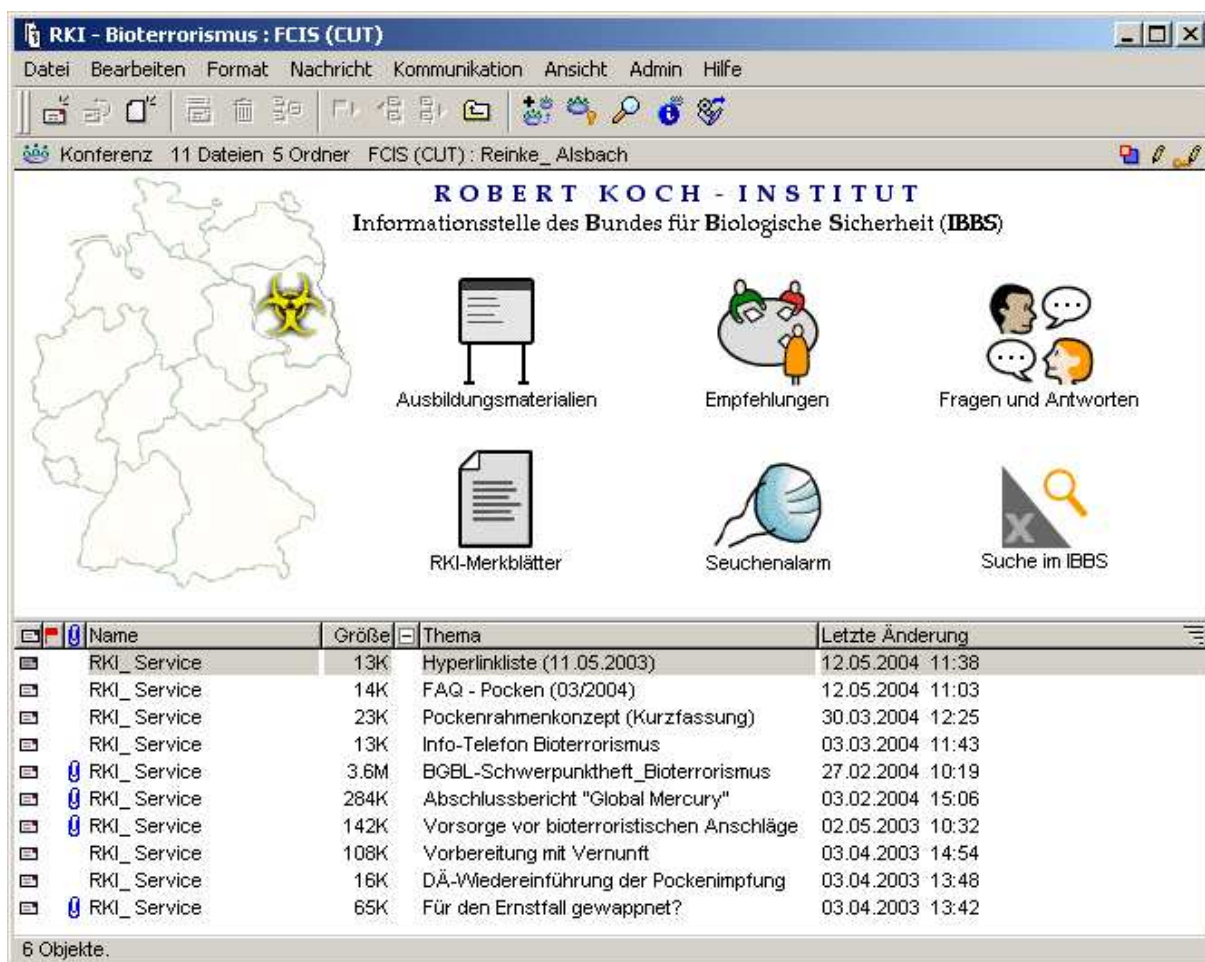 RKI - Bioterrorismus : FCIS (CUT)
Datei Bearbeiten Format Nachricht Kommunikation Ansicht Admin Hilfe
Konferenz 11 Dateien 5 Ordner FCIS (CUT) : Reinke_ Alsbach
ROBERT KOCH - INSTITUT
Informationsstelle des Bundes für Biologische Sicherheit (IBBS)
Ausbildungsmaterialien Empfehlungen Fragen und Antworten
X
RKI-Merkblätter Seuchenalarm Suche im IBBS
Name Größe Thema Letzte Änderung
RKI_ Service 13K Hyperlinkliste (11.05.2003) 12.05.2004 11:38
RKI_ Service 14K FAQ - Pocken (03/2004) 12.05.2004 11:03
RKI_ Service 23K Pockenrahmenkonzept (Kurzfassung) 30.03.2004 12:25
RKI_ Service 13K Info-Telefon Bioterrorismus 03.03.2004 11:43
RKI_ Service 3.6M BGBL-Schwerpunktheft_Bioterrorismus 27.02.2004 10:19
RKI_ Service 284K Abschlussbericht "Global Mercury" 03.02.2004 15:06
RKI_ Service 142K Vorsorge vor bioterroristischen Anschläge 02.05.2003 10:32
RKI_ Service 108K Vorbereitung mit Vernunft 03.04.2003 14:54
RKI_ Service 16K DÄ-Wiedereinführung der Pockenimpfung 03.04.2003 13:48
RKI_ Service 65K Für den Ernstfall gewappnet? 03.04.2003 13:42
6 Objekte.